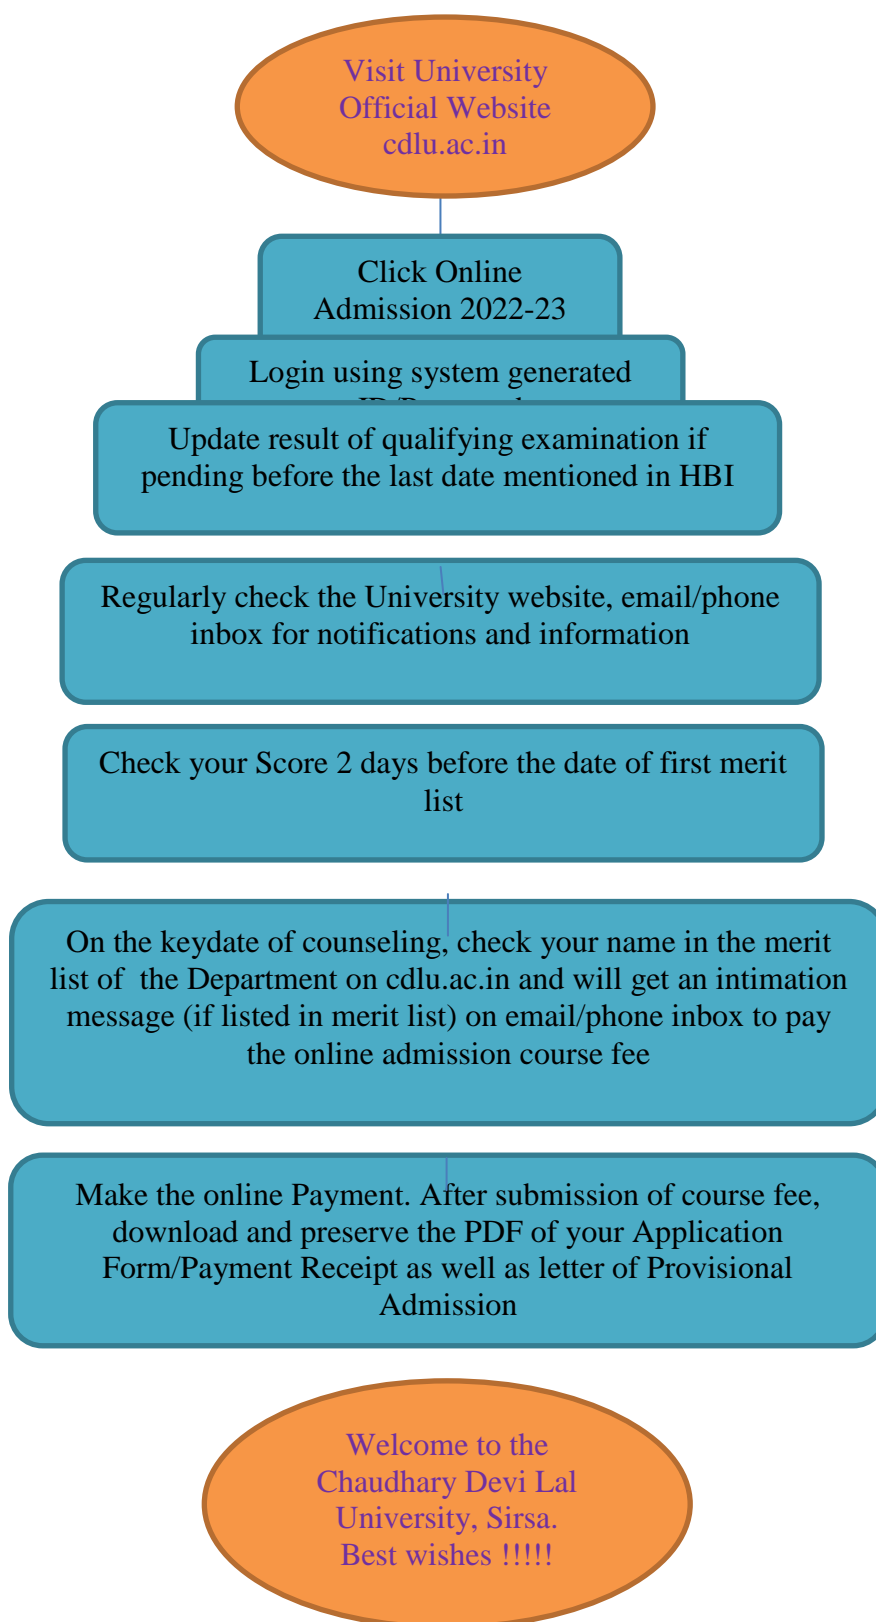 Visit University
Official Website
cdlu.ac.in
Click Online
Admission 2022-23
Login using system generated
Update result of qualifying examination if
pending before the last date mentioned in HBI
Regularly check the University website, email/phone
inbox for notifications and information
Check your Score 2 days before the date of first merit
list
On the keydate of counseling, check your name in the merit
list of  the Department on cdlu.ac.in and will get an intimation
message (if listed in merit list) on email/phone inbox to pay
the online admission course fee
Make the online Payment. After submission of course fee,
download and preserve the PDF of your Application
Form/Payment Receipt as well as letter of Provisional
Admission
Welcome to the
Chaudhary Devi Lal
University, Sirsa.
Best wishes !!!!!